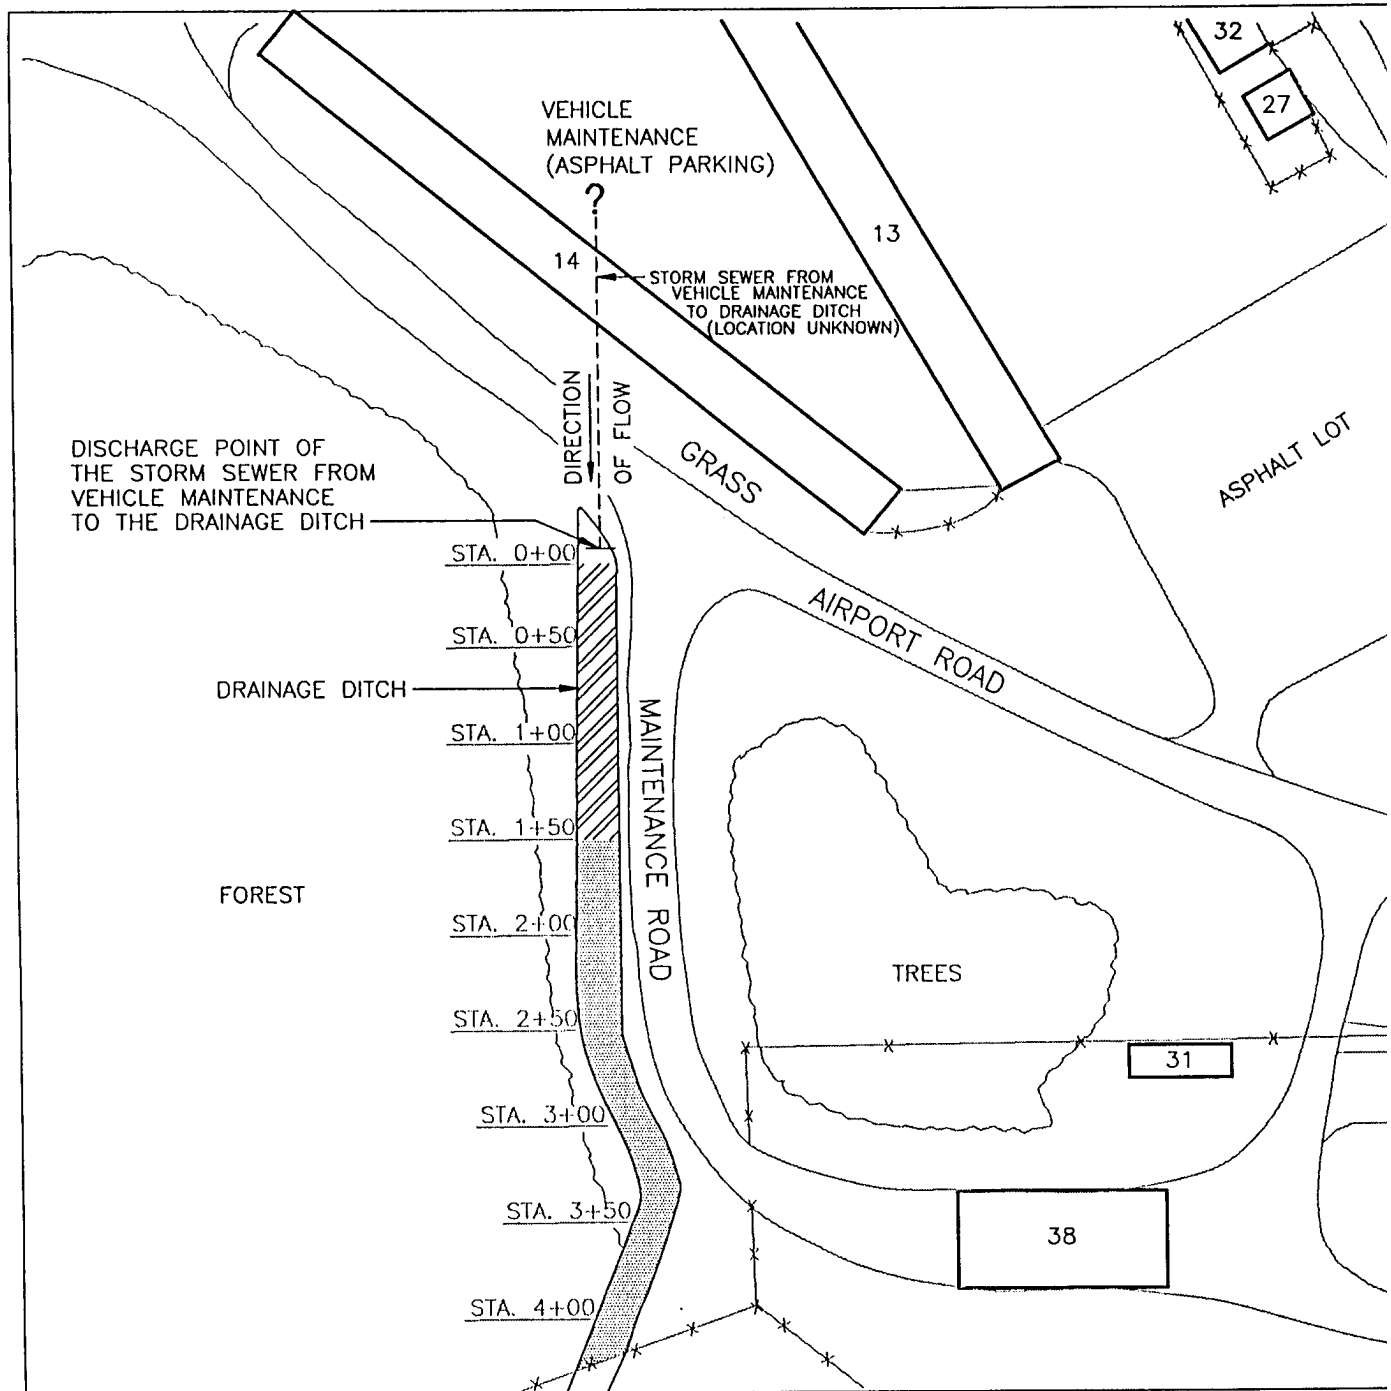 32
27
VEHICLE
MAINTENANCE
(ASPHALT PARKING)
?
13
14
STORM SEWER FROM
VEHICLE MAINTENANCE
TO DRAINAGE DITCH
(LOCATION UNKNOWN)
DIRECTION
OF FLOW
GRASS
ASPHALT LOT
DISCHARGE POINT OF
THE STORM SEWER FROM
VEHICLE MAINTENANCE
TO THE DRAINAGE DITCH
STA. 0+00
AIRPORT ROAD
STA. 0+50
DRAINAGE DITCH
MAINTENANCE ROAD
STA. 1+00
STA. 1+50
FOREST
STA. 2+00
TREES
STA. 2+50
31
STA. 3+00
STA. 3+50
38
STA. 4+00